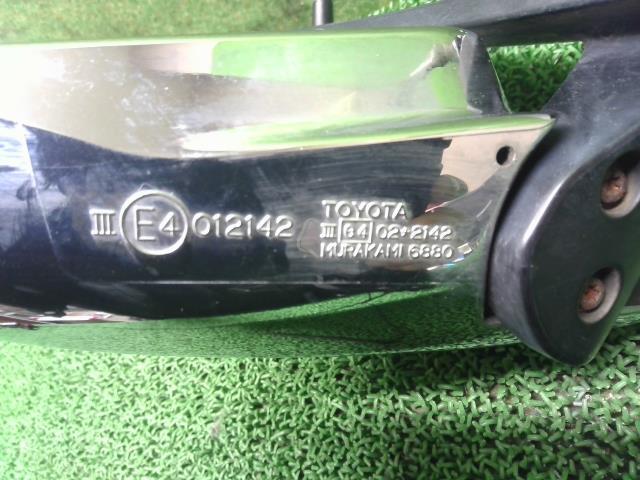 III E4 012142
TOYOTA
III e4 02*2142
MURAKAMI 6880